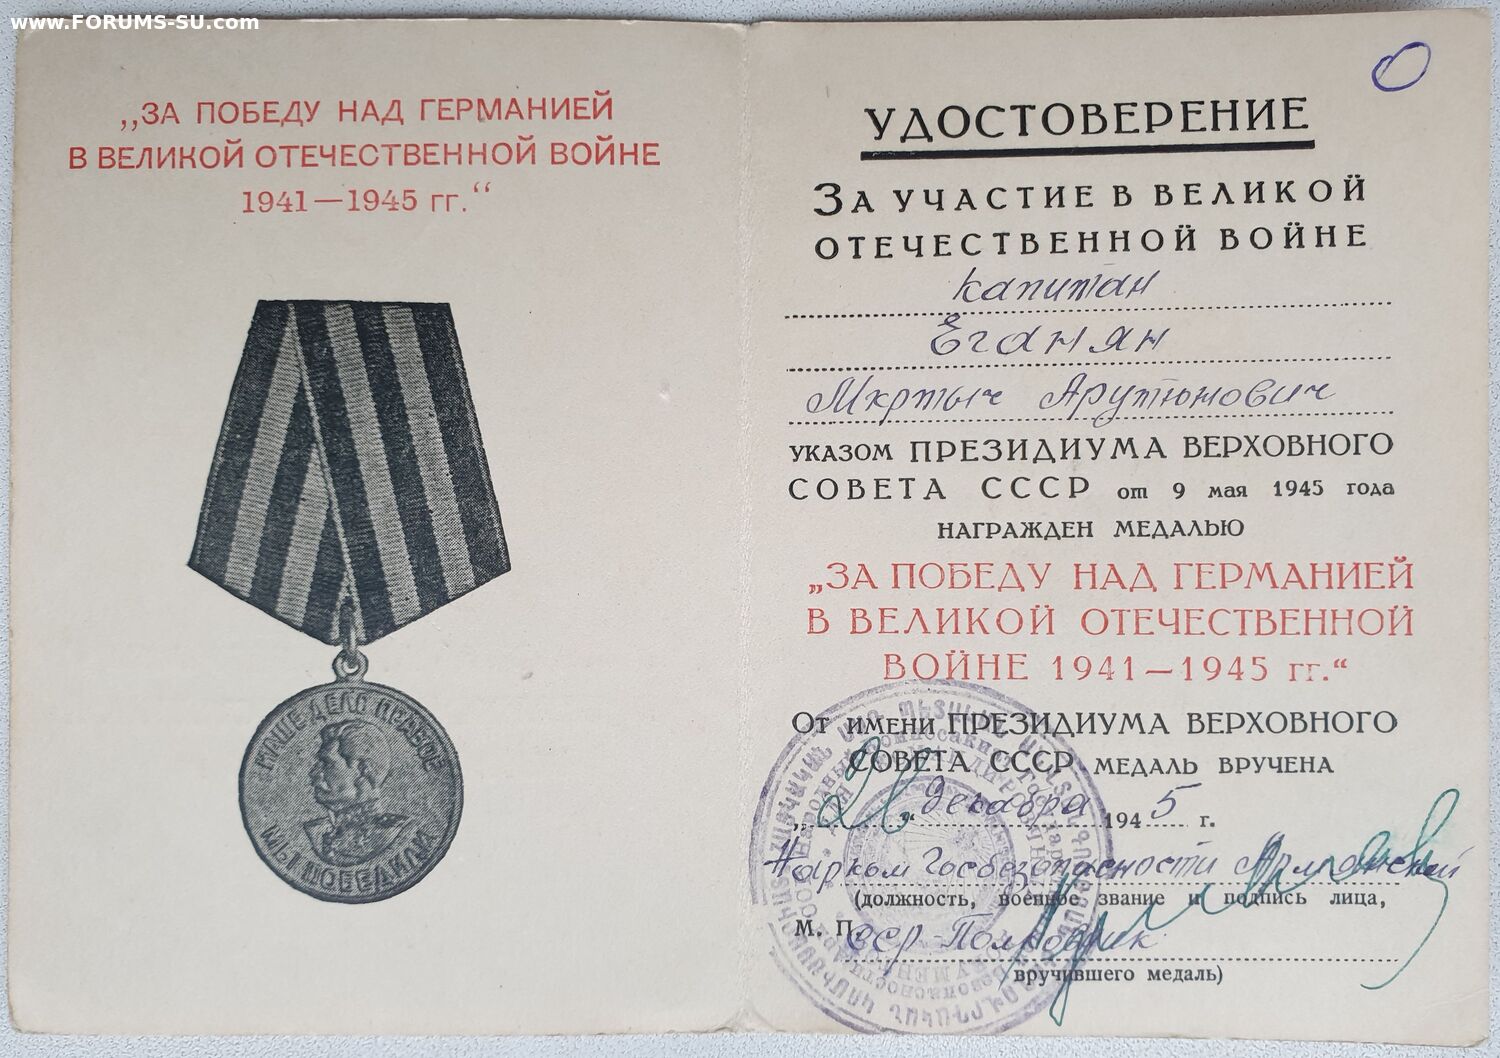 www.FORUMS-SU.com
„ЗА ПОБЕДУ НАД ГЕРМАНИЕЙ
В ВЕЛИКОЙ ОТЕЧЕСТВЕННОЙ ВОЙНЕ
1941—1945 гг.“
НАШЕ ДЕЛО ПРАВОЕ
МЫ ПОБЕДИЛИ
УДОСТОВЕРЕНИЕ
ЗА УЧАСТИЕ В ВЕЛИКОЙ
ОТЕЧЕСТВЕННОЙ ВОЙНЕ
капитан
Еганян
Мкртыч Арутюнович
УКАЗОМ ПРЕЗИДИУМА ВЕРХОВНОГО
СОВЕТА СССР от 9 мая 1945 года
НАГРАЖДЕН МЕДАЛЬЮ
„ЗА ПОБЕДУ НАД ГЕРМАНИЕЙ
В ВЕЛИКОЙ ОТЕЧЕСТВЕННОЙ
ВОЙНЕ 1941—1945 гг.“
ОТ ИМЕНИ ПРЕЗИДИУМА ВЕРХОВНОГО
СОВЕТА СССР МЕДАЛЬ ВРУЧЕНА
декабря 1945 г.
Нарком Госбезопасности Армянской
(должность, военное звание и подпись лица,
М. П. ССР-Полковник
вручившего медаль)